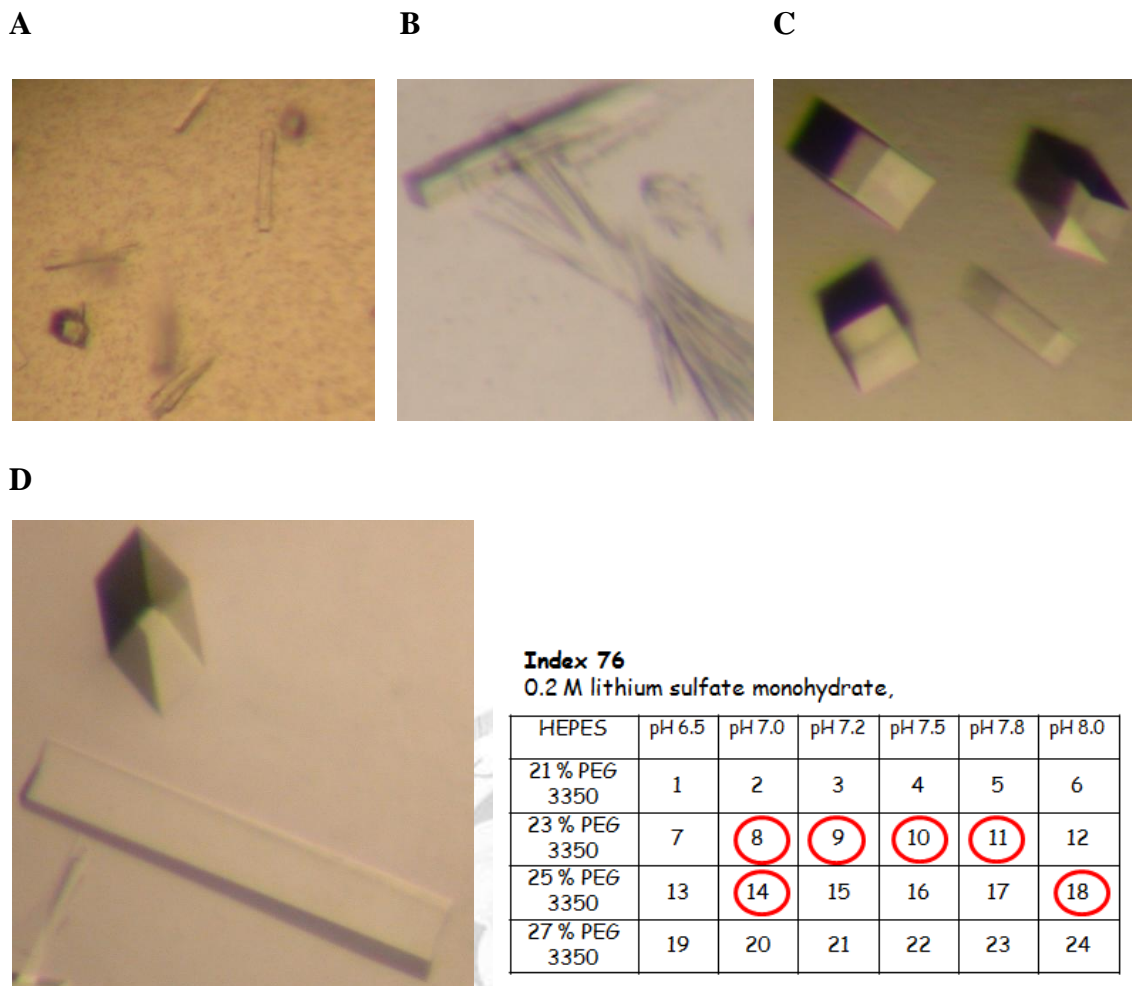 A B C
D
Index 76
0.2 M lithium sulfate monohydrate,
HEPES pH 6.5 pH 7.0 pH 7.2 pH 7.5 pH 7.8 pH 8.0
21 % PEG
3350 1 2 3 4 5 6
23 % PEG
3350 7 8 9 10 11 12
25 % PEG
3350 13 14 15 16 17 18
27 % PEG
3350 19 20 21 22 23 24